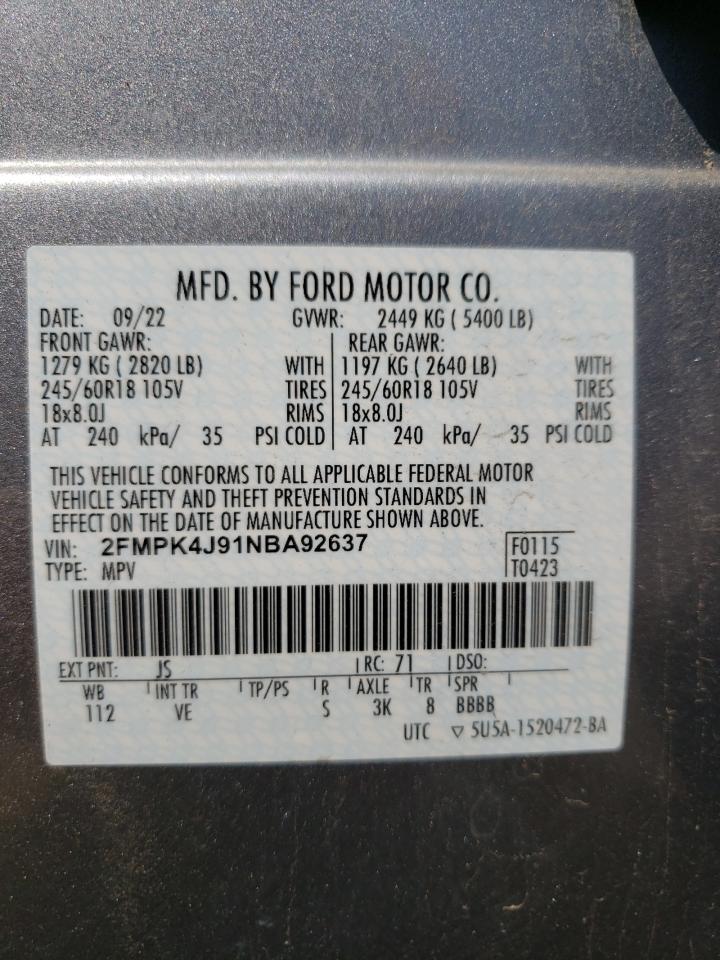 MFD. BY FORD MOTOR CO.
DATE: 09/22 GVWR: 2449 KG ( 5400 LB)
FRONT GAWR: REAR GAWR:
1279 KG ( 2820 LB) WITH 1197 KG ( 2640 LB) WITH
245/60R18 105V TIRES 245/60R18 105V TIRES
18x8.0J RIMS 18x8.0J RIMS
AT 240 kPa/ 35 PSI COLD AT 240 kPa/ 35 PSI COLD
THIS VEHICLE CONFORMS TO ALL APPLICABLE FEDERAL MOTOR
VEHICLE SAFETY AND THEFT PREVENTION STANDARDS IN
EFFECT ON THE DATE OF MANUFACTURE SHOWN ABOVE.
VIN: 2FMPK4J91NBA92637 F0115
TYPE: MPV T0423
EXT PNT: JS RC: 71 DSO:
WB INT TR TP/PS R AXLE TR SPR
112 VE S 3K 8 BBBB
UTC ▽ 5U5A-1520472-BA